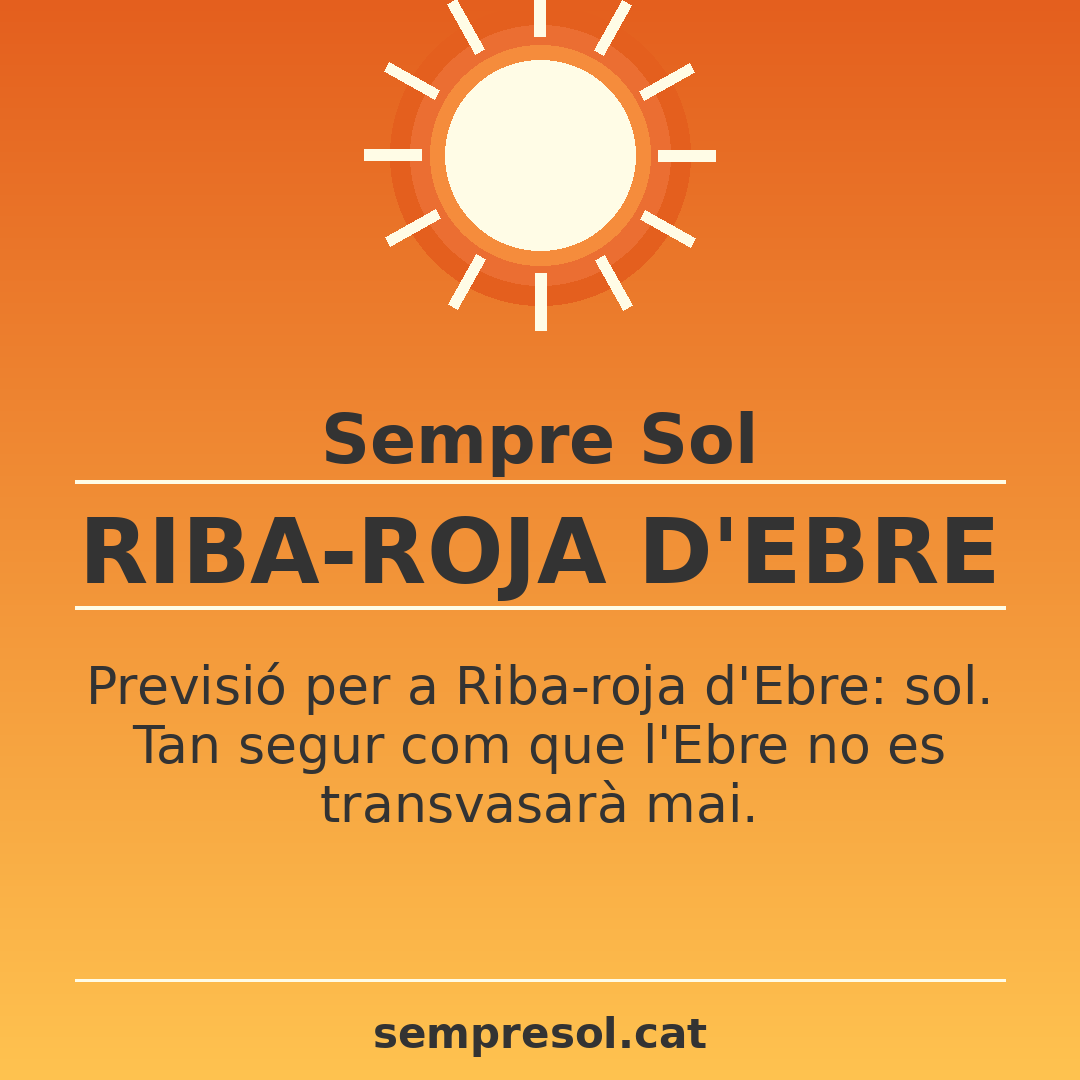 Sempre Sol
RIBA-ROJA D'EBRE
Previsió per a Riba-roja d'Ebre: sol.
Tan segur com que l'Ebre no es
transvasarà mai.
sempresol.cat